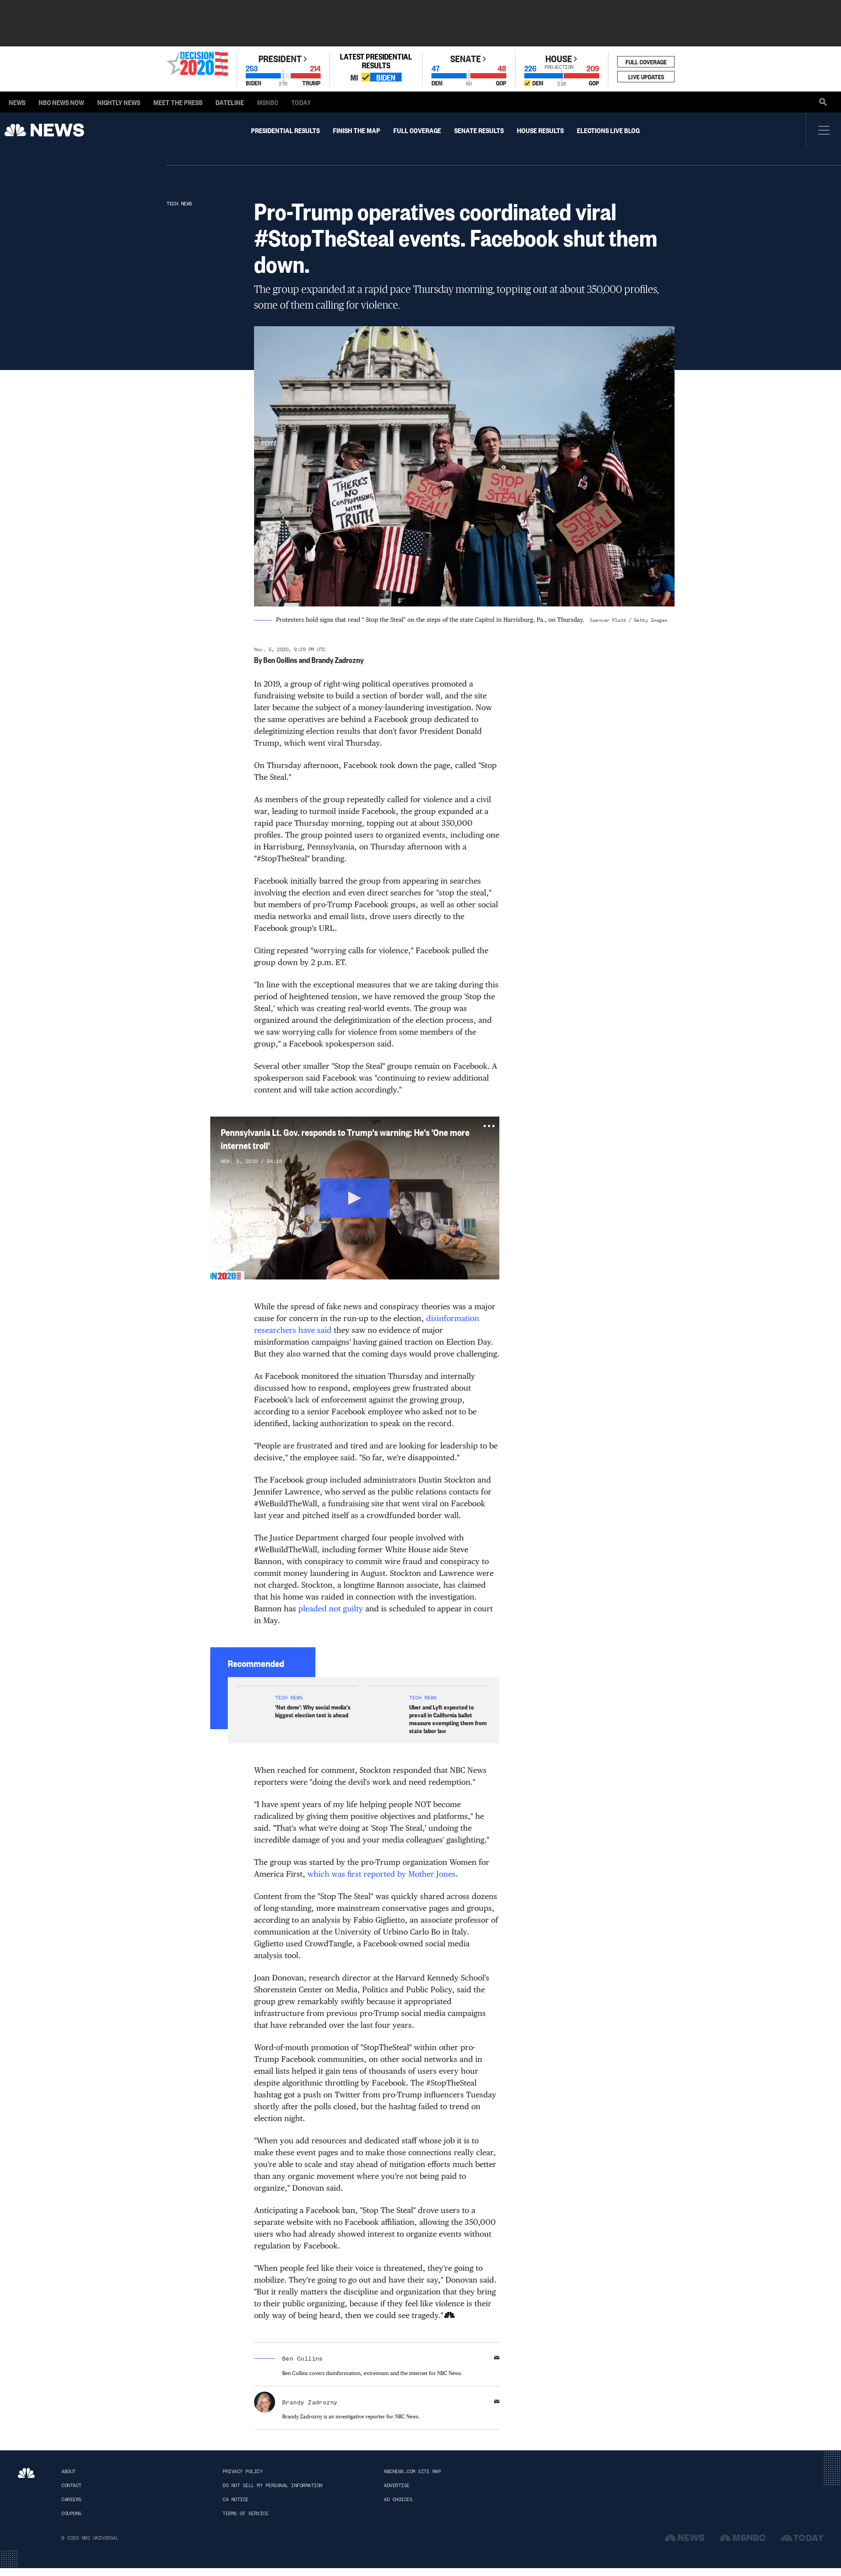 DECISION
2020
PRESIDENT
253
214
BIDEN
270
TRUMP
LATEST PRESIDENTIAL
RESULTS
MI
BIDEN
SENATE
47
48
DEM
50
GOP
HOUSE
226
PROJECTION
209
DEM
218
GOP
FULL COVERAGE
LIVE UPDATES
NEWS
NBC NEWS NOW
NIGHTLY NEWS
MEET THE PRESS
DATELINE
MSNBC
TODAY
NEWS
PRESIDENTIAL RESULTS
FINISH THE MAP
FULL COVERAGE
SENATE RESULTS
HOUSE RESULTS
ELECTIONS LIVE BLOG
TECH NEWS
Pro-Trump operatives coordinated viral
#StopTheSteal events. Facebook shut them
down.
The group expanded at a rapid pace Thursday morning, topping out at about 350,000 profiles,
some of them calling for violence.
THERE'S NO
COMPROMISING
WITH
TRUTH
STOP
THE
STEAL!
STOP
THE
STEAL!
STOP
THE
STEAL!
Protesters hold signs that read " Stop the Steal" on the steps of the state Capitol in Harrisburg, Pa., on Thursday. Spencer Platt / Getty Images
Nov. 5, 2020, 9:29 PM UTC
By Ben Collins and Brandy Zadrozny
In 2019, a group of right-wing political operatives promoted a
fundraising website to build a section of border wall, and the site
later became the subject of a money-laundering investigation. Now
the same operatives are behind a Facebook group dedicated to
delegitimizing election results that don't favor President Donald
Trump, which went viral Thursday.
On Thursday afternoon, Facebook took down the page, called "Stop
The Steal."
As members of the group repeatedly called for violence and a civil
war, leading to turmoil inside Facebook, the group expanded at a
rapid pace Thursday morning, topping out at about 350,000
profiles. The group pointed users to organized events, including one
in Harrisburg, Pennsylvania, on Thursday afternoon with a
"#StopTheSteal" branding.
Facebook initially barred the group from appearing in searches
involving the election and even direct searches for "stop the steal,"
but members of pro-Trump Facebook groups, as well as other social
media networks and email lists, drove users directly to the
Facebook group's URL.
Citing repeated "worrying calls for violence," Facebook pulled the
group down by 2 p.m. ET.
"In line with the exceptional measures that we are taking during this
period of heightened tension, we have removed the group 'Stop the
Steal,' which was creating real-world events. The group was
organized around the delegitimization of the election process, and
we saw worrying calls for violence from some members of the
group," a Facebook spokesperson said.
Several other smaller "Stop the Steal" groups remain on Facebook. A
spokesperson said Facebook was "continuing to review additional
content and will take action accordingly."
Pennsylvania Lt. Gov. responds to Trump's warning: He's 'One more
internet troll'
NOV. 3, 2020 / 04:10
ON2020
While the spread of fake news and conspiracy theories was a major
cause for concern in the run-up to the election, disinformation
researchers have said they saw no evidence of major
misinformation campaigns' having gained traction on Election Day.
But they also warned that the coming days would prove challenging.
As Facebook monitored the situation Thursday and internally
discussed how to respond, employees grew frustrated about
Facebook's lack of enforcement against the growing group,
according to a senior Facebook employee who asked not to be
identified, lacking authorization to speak on the record.
"People are frustrated and tired and are looking for leadership to be
decisive," the employee said. "So far, we're disappointed."
The Facebook group included administrators Dustin Stockton and
Jennifer Lawrence, who served as the public relations contacts for
#WeBuildTheWall, a fundraising site that went viral on Facebook
last year and pitched itself as a crowdfunded border wall.
The Justice Department charged four people involved with
#WeBuildTheWall, including former White House aide Steve
Bannon, with conspiracy to commit wire fraud and conspiracy to
commit money laundering in August. Stockton and Lawrence were
not charged. Stockton, a longtime Bannon associate, has claimed
that his home was raided in connection with the investigation.
Bannon has pleaded not guilty and is scheduled to appear in court
in May.
Recommended
TECH NEWS
'Not done': Why social media's
biggest election test is ahead
TECH NEWS
Uber and Lyft expected to
prevail in California ballot
measure exempting them from
state labor law
When reached for comment, Stockton responded that NBC News
reporters were "doing the devil's work and need redemption."
"I have spent years of my life helping people NOT become
radicalized by giving them positive objectives and platforms," he
said. "That's what we're doing at 'Stop The Steal,' undoing the
incredible damage of you and your media colleagues' gaslighting."
The group was started by the pro-Trump organization Women for
America First, which was first reported by Mother Jones.
Content from the "Stop The Steal" was quickly shared across dozens
of long-standing, more mainstream conservative pages and groups,
according to an analysis by Fabio Giglietto, an associate professor of
communication at the University of Urbino Carlo Bo in Italy.
Giglietto used CrowdTangle, a Facebook-owned social media
analysis tool.
Joan Donovan, research director at the Harvard Kennedy School's
Shorenstein Center on Media, Politics and Public Policy, said the
group grew remarkably swiftly because it appropriated
infrastructure from previous pro-Trump social media campaigns
that have rebranded over the last four years.
Word-of-mouth promotion of "StopTheSteal" within other pro-
Trump Facebook communities, on other social networks and in
email lists helped it gain tens of thousands of users every hour
despite algorithmic throttling by Facebook. The #StopTheSteal
hashtag got a push on Twitter from pro-Trump influencers Tuesday
shortly after the polls closed, but the hashtag failed to trend on
election night.
"When you add resources and dedicated staff whose job it is to
make these event pages and to make those connections really clear,
you're able to scale and stay ahead of mitigation efforts much better
than any organic movement where you're not being paid to
organize," Donovan said.
Anticipating a Facebook ban, "Stop The Steal" drove users to a
separate website with no Facebook affiliation, allowing the 350,000
users who had already showed interest to organize events without
regulation by Facebook.
"When people feel like their voice is threatened, they're going to
mobilize. They're going to go out and have their say," Donovan said.
"But it really matters the discipline and organization that they bring
to their public organizing, because if they feel like violence is their
only way of being heard, then we could see tragedy."
Ben Collins
Ben Collins covers disinformation, extremism and the internet for NBC News.
Brandy Zadrozny
Brandy Zadrozny is an investigative reporter for NBC News.
ABOUT
CONTACT
CAREERS
COUPONS
PRIVACY POLICY
DO NOT SELL MY PERSONAL INFORMATION
CA NOTICE
TERMS OF SERVICE
NBCNEWS.COM SITE MAP
ADVERTISE
AD CHOICES
© 2020 NBC UNIVERSAL
NEWS
MSNBC
TODAY